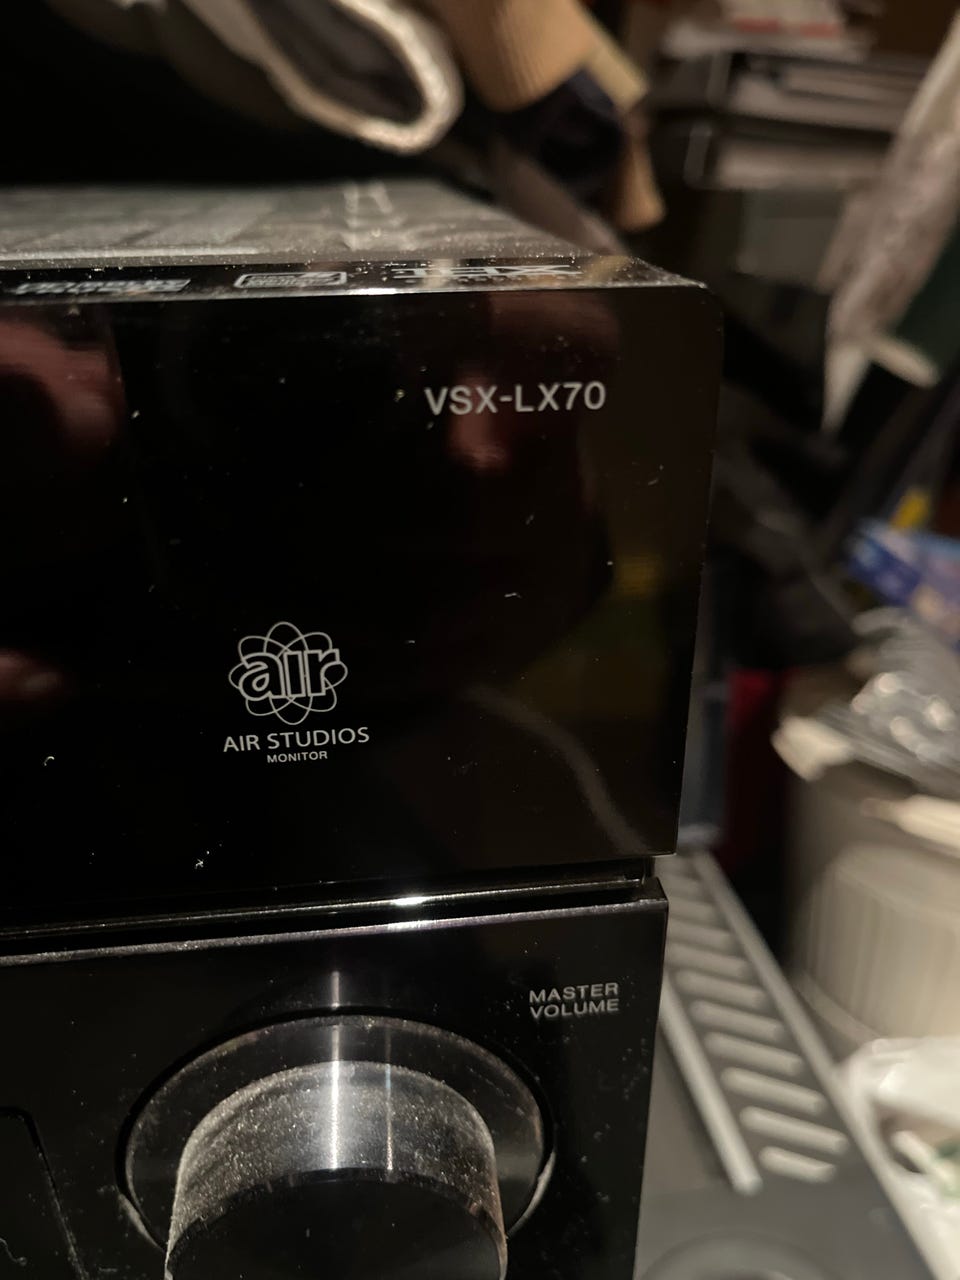 VSX-LX70
air
AIR STUDIOS
MONITOR
MASTER
VOLUME